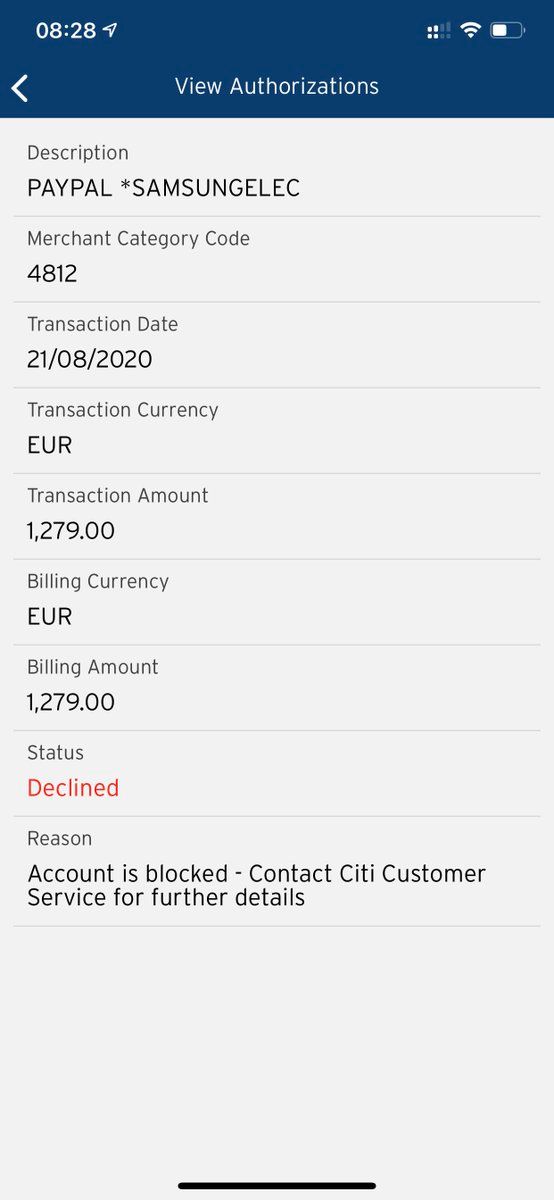 08:28
View Authorizations
Description
PAYPAL *SAMSUNGELEC
Merchant Category Code
4812
Transaction Date
21/08/2020
Transaction Currency
EUR
Transaction Amount
1,279.00
Billing Currency
EUR
Billing Amount
1,279.00
Status
Declined
Reason
Account is blocked - Contact Citi Customer
Service for further details